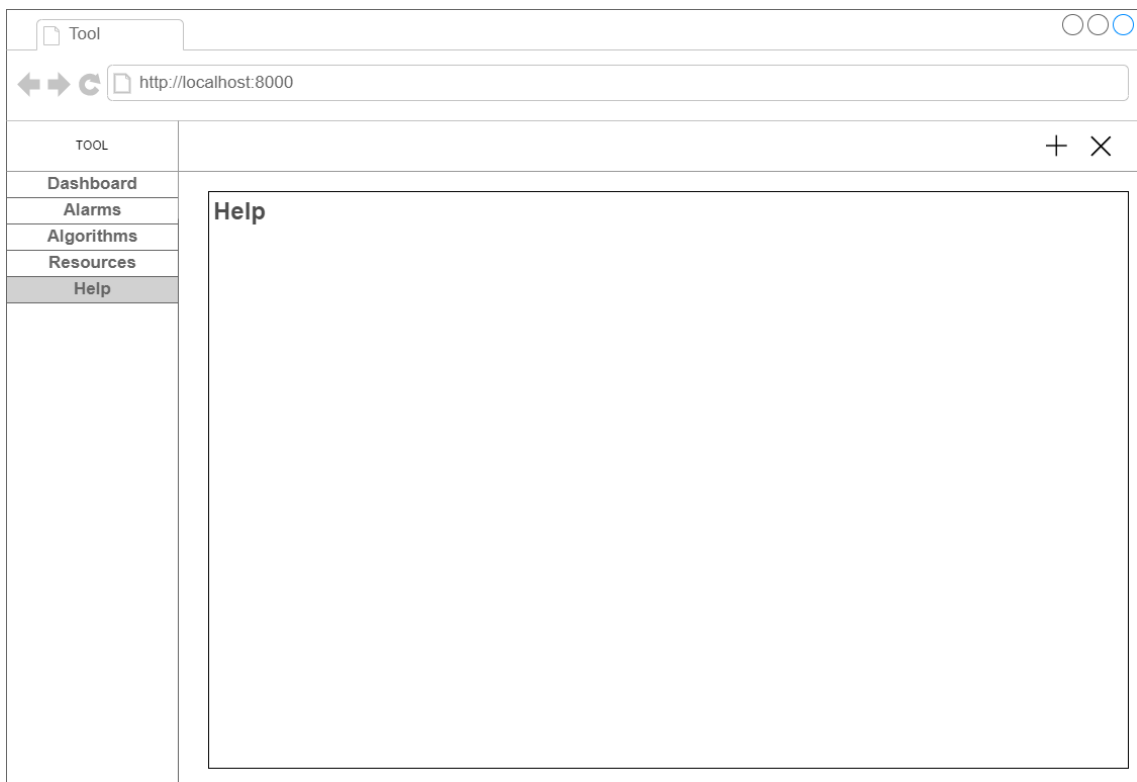 Tool
http://localhost:8000
TOOL
Dashboard
Alarms
Algorithms
Resources
Help
Help